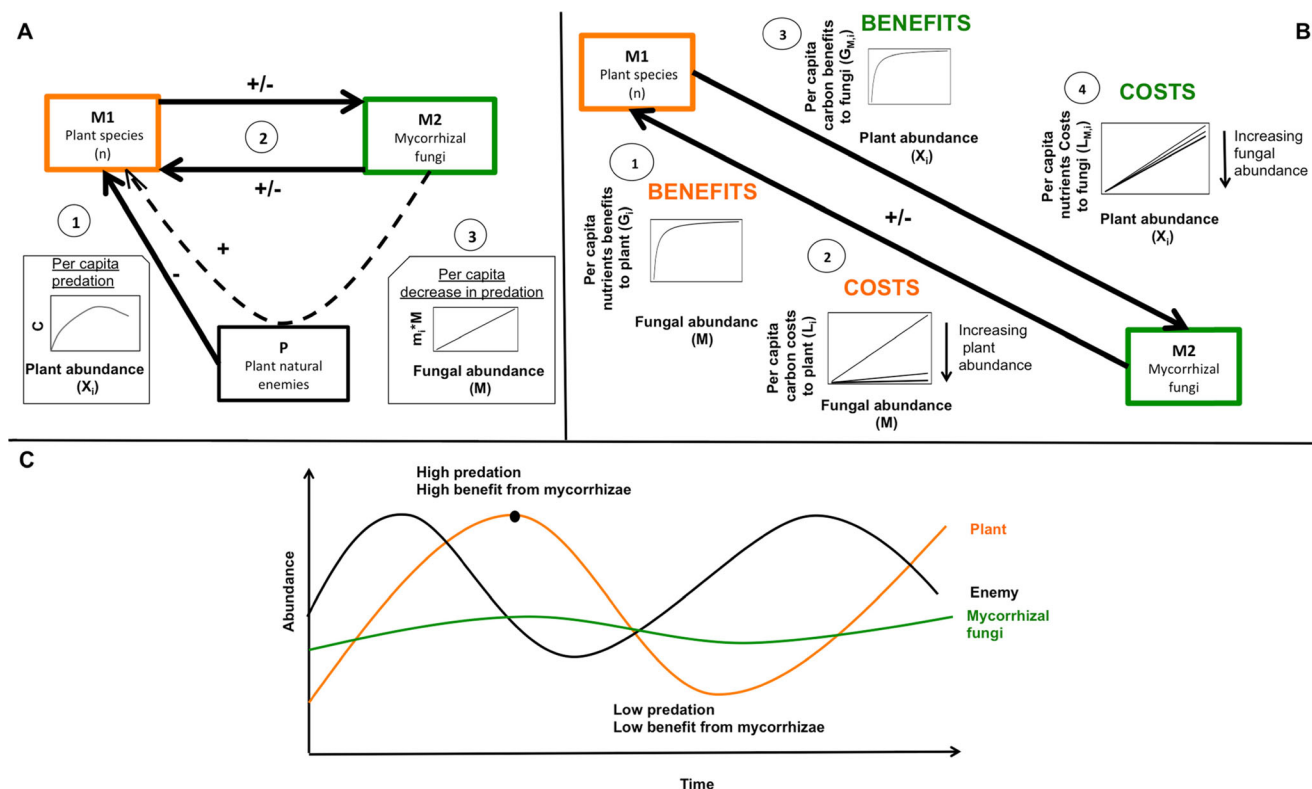 A
M1
Plant species
(n)
+/-
2
+/-
M2
Mycorrhizal
fungi
1
Per capita
predation
C
Plant abundance
(Xi)
+
-
P
Plant natural
enemies
3
Per capita
decrease in predation
mi*M
Fungal abundance
(M)
B
M1
Plant species
(n)
3
BENEFITS
Per capita
carbon benefits
to fungi (GM,i)
Plant abundance
(Xi)
4
COSTS
Per capita
nutrients Costs
to fungi (LM,i)
Increasing
fungal
abundance
Plant abundance
(Xi)
1
BENEFITS
Per capita
nutrients benefits
to plant (Gi)
Fungal abundanc
(M)
+/-
2
COSTS
Per capita
carbon costs
to plant (Li)
Increasing
plant
abundance
Fungal abundance
(M)
M2
Mycorrhizal
fungi
C
High predation
High benefit from mycorrhizae
Abundance
Plant
Enemy
Mycorrhizal
fungi
Low predation
Low benefit from mycorrhizae
Time